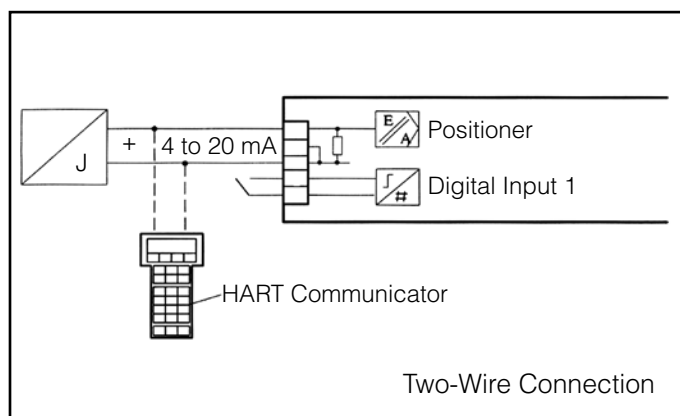 J
+ 4 to 20 mA
E
A
Positioner
#
Digital Input 1
HART Communicator
Two-Wire Connection